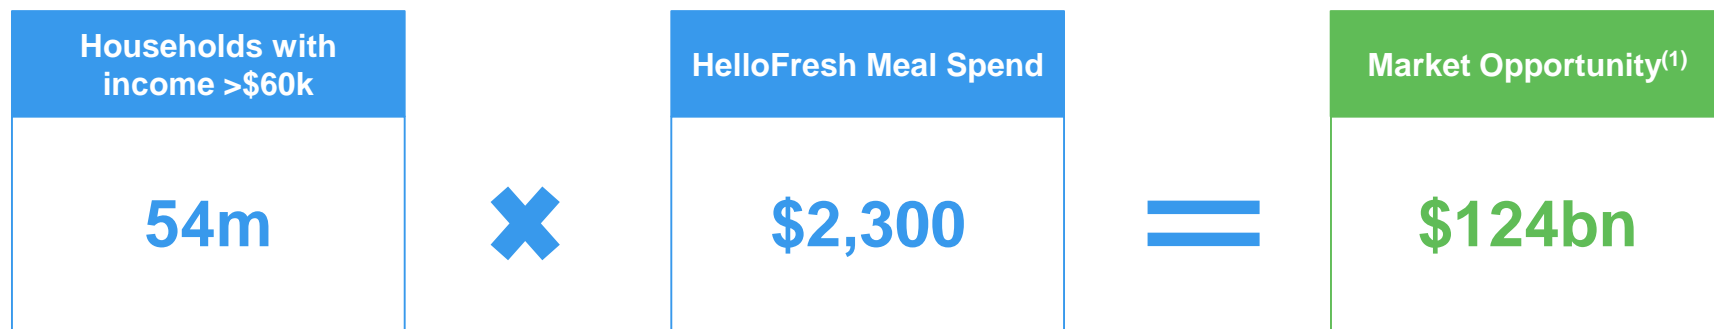 Households with
income >$60k
HelloFresh Meal Spend
Market Opportunity(1)
54m
$2,300
$124bn